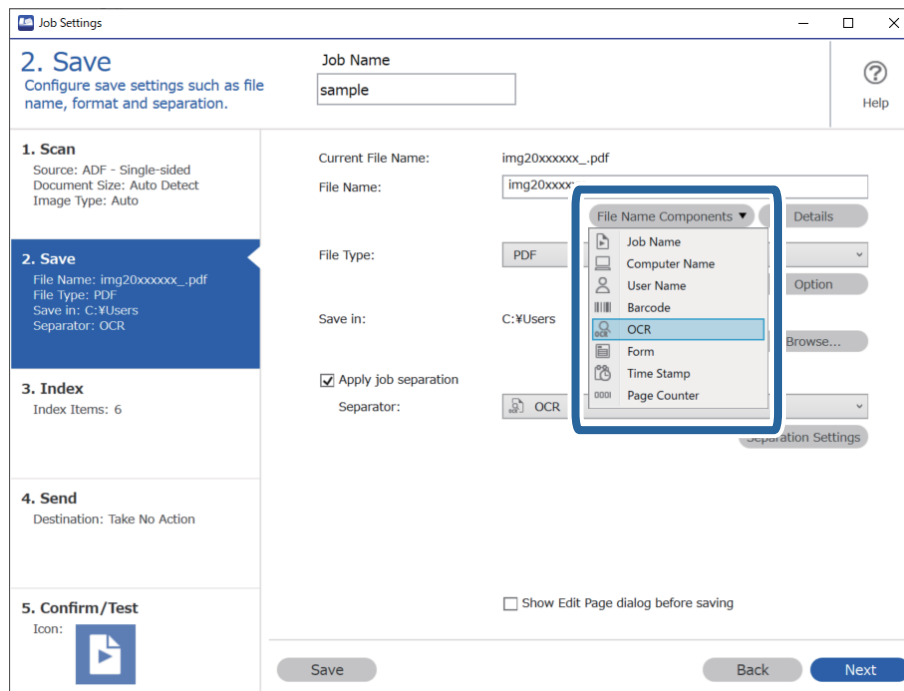 Job Settings
2. Save
Configure save settings such as file
name, format and separation.
Job Name
sample
Help
1. Scan
Source: ADF - Single-sided
Document Size: Auto Detect
Image Type: Auto
2. Save
File Name: img20xxxxxx_.pdf
File Type: PDF
Save in: C:¥Users
Separator: OCR
3. Index
Index Items: 6
4. Send
Destination: Take No Action
5. Confirm/Test
Icon:
Current File Name: img20xxxxxx_.pdf
File Name: img20xxxx
File Name Components Details
File Type: PDF
Option
Save in: C:¥Users
Browse...
Apply job separation
Separator: OCR
Separation Settings
Job Name
Computer Name
User Name
Barcode
OCR
OCR
Form
Time Stamp
0001 Page Counter
Show Edit Page dialog before saving
Save Back Next